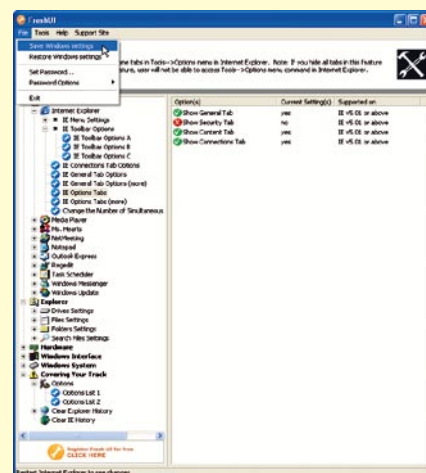 FreshUI
File Tools Help Support Site
Save Windows settings
Restore Windows settings
Set Password...
Password Options
Exit
tabs in Tools->Options menu in Internet Explorer. Note: If you hide all tabs in this feature
user will not be able to access Tools->Options menu command in Internet Explorer.
Internet Explorer
IE Menu Settings
IE Toolbar Options
IE Toolbar Options A
IE Toolbar Options B
IE Toolbar Options C
IE Connections Tab Options
IE General Tab Options
IE General Tab Options (more)
IE Options Tabs
IE Options Tabs (more)
Change the Number of Simultaneous
Media Player
Ms. Hearts
NetMeeting
Notepad
Outlook Express
Regedit
Task Scheduler
Windows Messenger
Windows Update
Explorer
Drives Settings
Files Settings
Folders Settings
Search Files Settings
Hardware
Windows Interface
Windows System
Covering Your Track
Options
Options List 1
Options List 2
Clear Explorer History
Clear IE History
Option(s) Current Setting(s) Supported on
Show General Tab yes IE v5.01 or above
Show Security Tab no IE v5.01 or above
Show Content Tab yes IE v5.01 or above
Show Connections Tab yes IE v5.01 or above
Register Fresh UI for free
CLICK HERE
Restart Internet Explorer to see changes